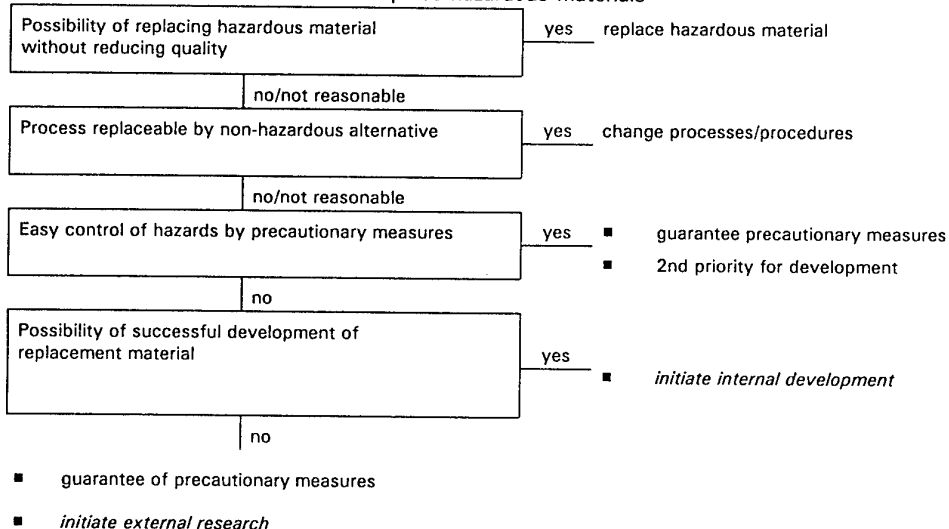 hazardous materials
Possibility of replacing hazardous material
without reducing quality
yes
replace hazardous material
no/not reasonable
Process replaceable by non-hazardous alternative
yes
change processes/procedures
no/not reasonable
Easy control of hazards by precautionary measures
yes
■ guarantee precautionary measures
■ 2nd priority for development
no
Possibility of successful development of
replacement material
yes
■ initiate internal development
no
■ guarantee of precautionary measures
■ initiate external research